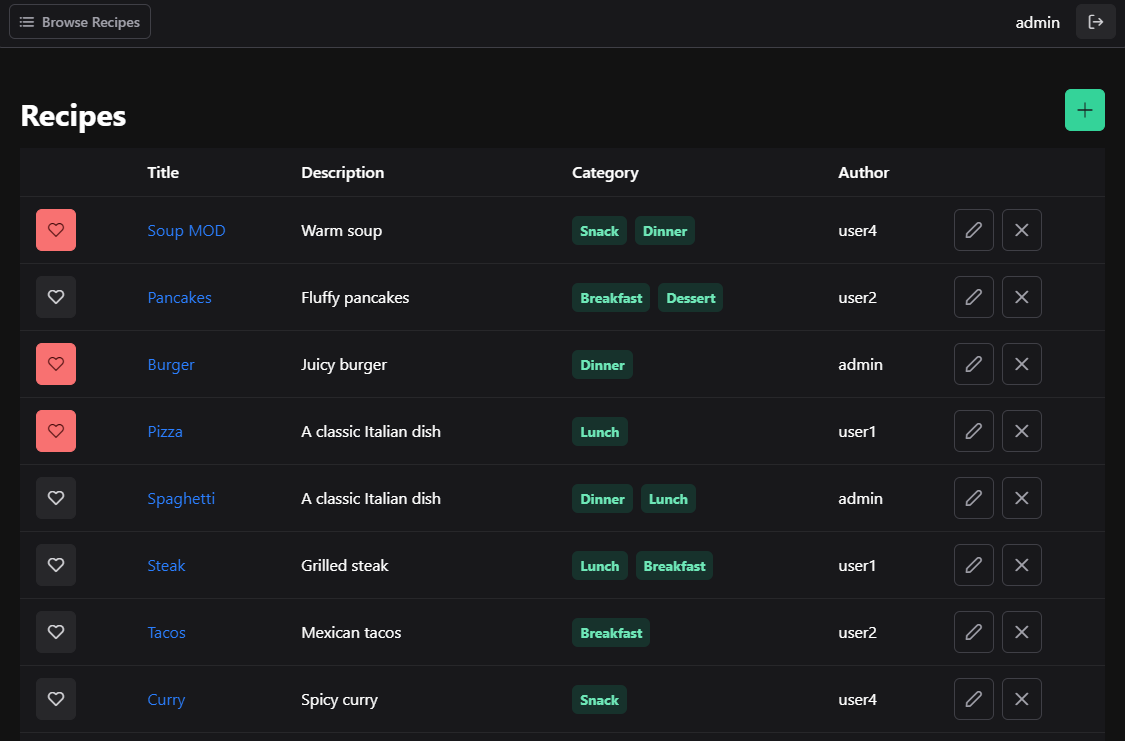 Browse Recipes admin
Recipes
Title Description Category Author
Soup MOD Warm soup Snack Dinner user4
Pancakes Fluffy pancakes Breakfast Dessert user2
Burger Juicy burger Dinner admin
Pizza A classic Italian dish Lunch user1
Spaghetti A classic Italian dish Dinner Lunch admin
Steak Grilled steak Lunch Breakfast user1
Tacos Mexican tacos Breakfast user2
Curry Spicy curry Snack user4